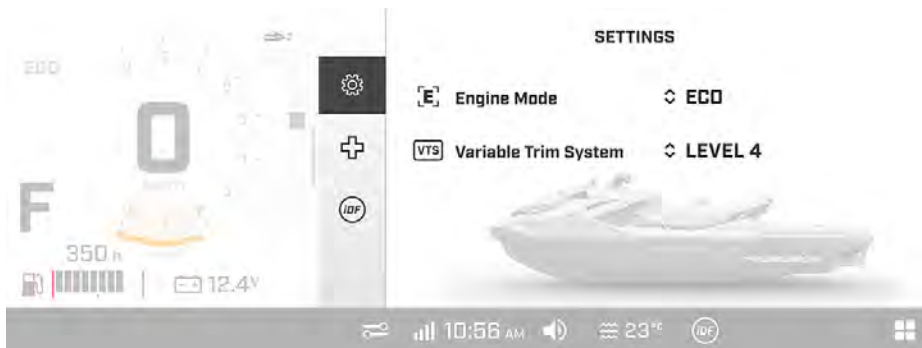 SETTINGS
[E] Engine Mode ECO
VTS Variable Trim System LEVEL 4
ECO
0
F
350 h
12.4V
iDF
10:56 AM 23°C iDF